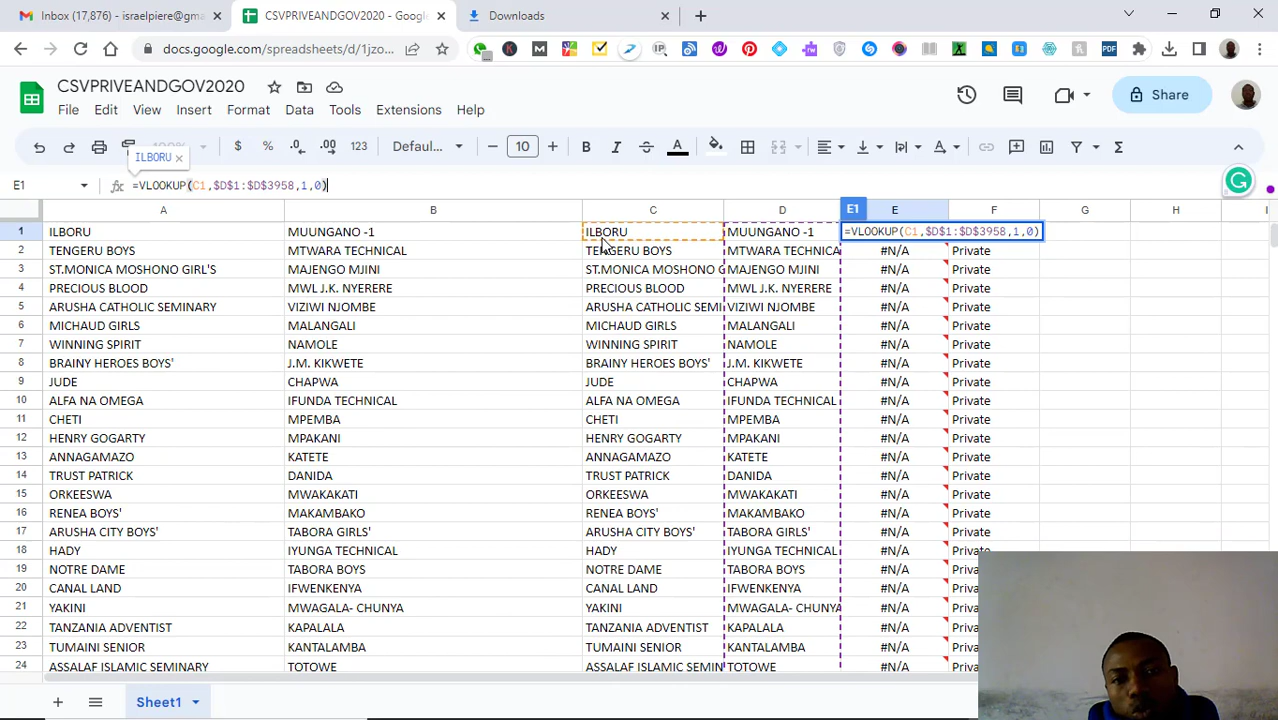 Inbox (17,876) - israelpiere@gma
CSVPRIVEANDGOV2020 - Google
Downloads
docs.google.com/spreadsheets/d/1jzo...
CSVPRIVEANDGOV2020
File Edit View Insert Format Data Tools Extensions Help
Share
100%
$ % .0 .00 123 Defaul... 10 B I S A
ILBORU
E1 fx =VLOOKUP(C1,$D$1:$D$3958,1,0)
A B C D E F G H I
E1
1 ILBORU MUUNGANO -1 ILBORU MUUNGANO -1 =VLOOKUP(C1,$D$1:$D$3958,1,0)
2 TENGERU BOYS MTWARA TECHNICAL TENGERU BOYS MTWARA TECHNICA #N/A Private
3 ST.MONICA MOSHONO GIRL'S MAJENGO MJINI ST.MONICA MOSHONO G MAJENGO MJINI #N/A Private
4 PRECIOUS BLOOD MWL J.K. NYERERE PRECIOUS BLOOD MWL J.K. NYERERE #N/A Private
5 ARUSHA CATHOLIC SEMINARY VIZIWI NJOMBE ARUSHA CATHOLIC SEMI VIZIWI NJOMBE #N/A Private
6 MICHAUD GIRLS MALANGALI MICHAUD GIRLS MALANGALI #N/A Private
7 WINNING SPIRIT NAMOLE WINNING SPIRIT NAMOLE #N/A Private
8 BRAINY HEROES BOYS' J.M. KIKWETE BRAINY HEROES BOYS' J.M. KIKWETE #N/A Private
9 JUDE CHAPWA JUDE CHAPWA #N/A Private
10 ALFA NA OMEGA IFUNDA TECHNICAL ALFA NA OMEGA IFUNDA TECHNICAL #N/A Private
11 CHETI MPEMBA CHETI MPEMBA #N/A Private
12 HENRY GOGARTY MPAKANI HENRY GOGARTY MPAKANI #N/A Private
13 ANNAGAMAZO KATETE ANNAGAMAZO KATETE #N/A Private
14 TRUST PATRICK DANIDA TRUST PATRICK DANIDA #N/A Private
15 ORKEESWA MWAKAKATI ORKEESWA MWAKAKATI #N/A Private
16 RENEA BOYS' MAKAMBAKO RENEA BOYS' MAKAMBAKO #N/A Private
17 ARUSHA CITY BOYS' TABORA GIRLS' ARUSHA CITY BOYS' TABORA GIRLS' #N/A Private
18 HADY IYUNGA TECHNICAL HADY IYUNGA TECHNICAL #N/A Private
19 NOTRE DAME TABORA BOYS NOTRE DAME TABORA BOYS #N/A
20 CANAL LAND IFWENKENYA CANAL LAND IFWENKENYA #N/A
21 YAKINI MWAGALA- CHUNYA YAKINI MWAGALA- CHUNYA #N/A
22 TANZANIA ADVENTIST KAPALALA TANZANIA ADVENTIST KAPALALA #N/A
23 TUMAINI SENIOR KANTALAMBA TUMAINI SENIOR KANTALAMBA #N/A
24 ASSALAF ISLAMIC SEMINARY TOTOWE ASSALAF ISLAMIC SEMIN TOTOWE #N/A
Sheet1